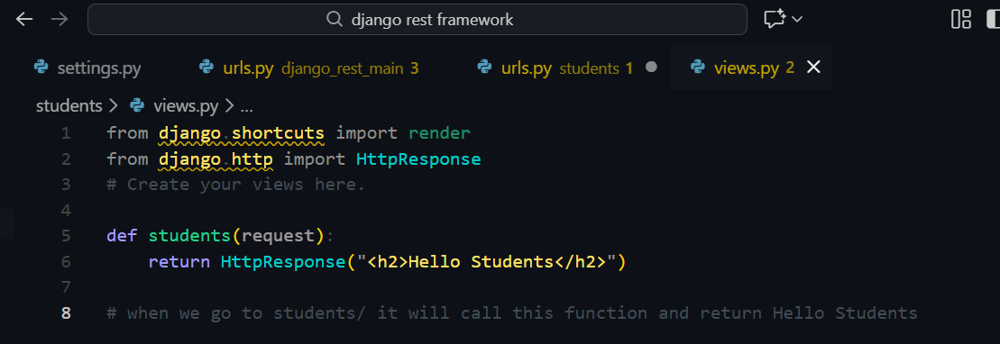 django rest framework
settings.py urls.py django_rest_main 3 urls.py students 1 views.py 2
students > views.py > ...
1 from django.shortcuts import render
2 from django.http import HttpResponse
3 # Create your views here.
4
5 def students(request):
6     return HttpResponse("<h2>Hello Students</h2>")
7
8 # when we go to students/ it will call this function and return Hello Students